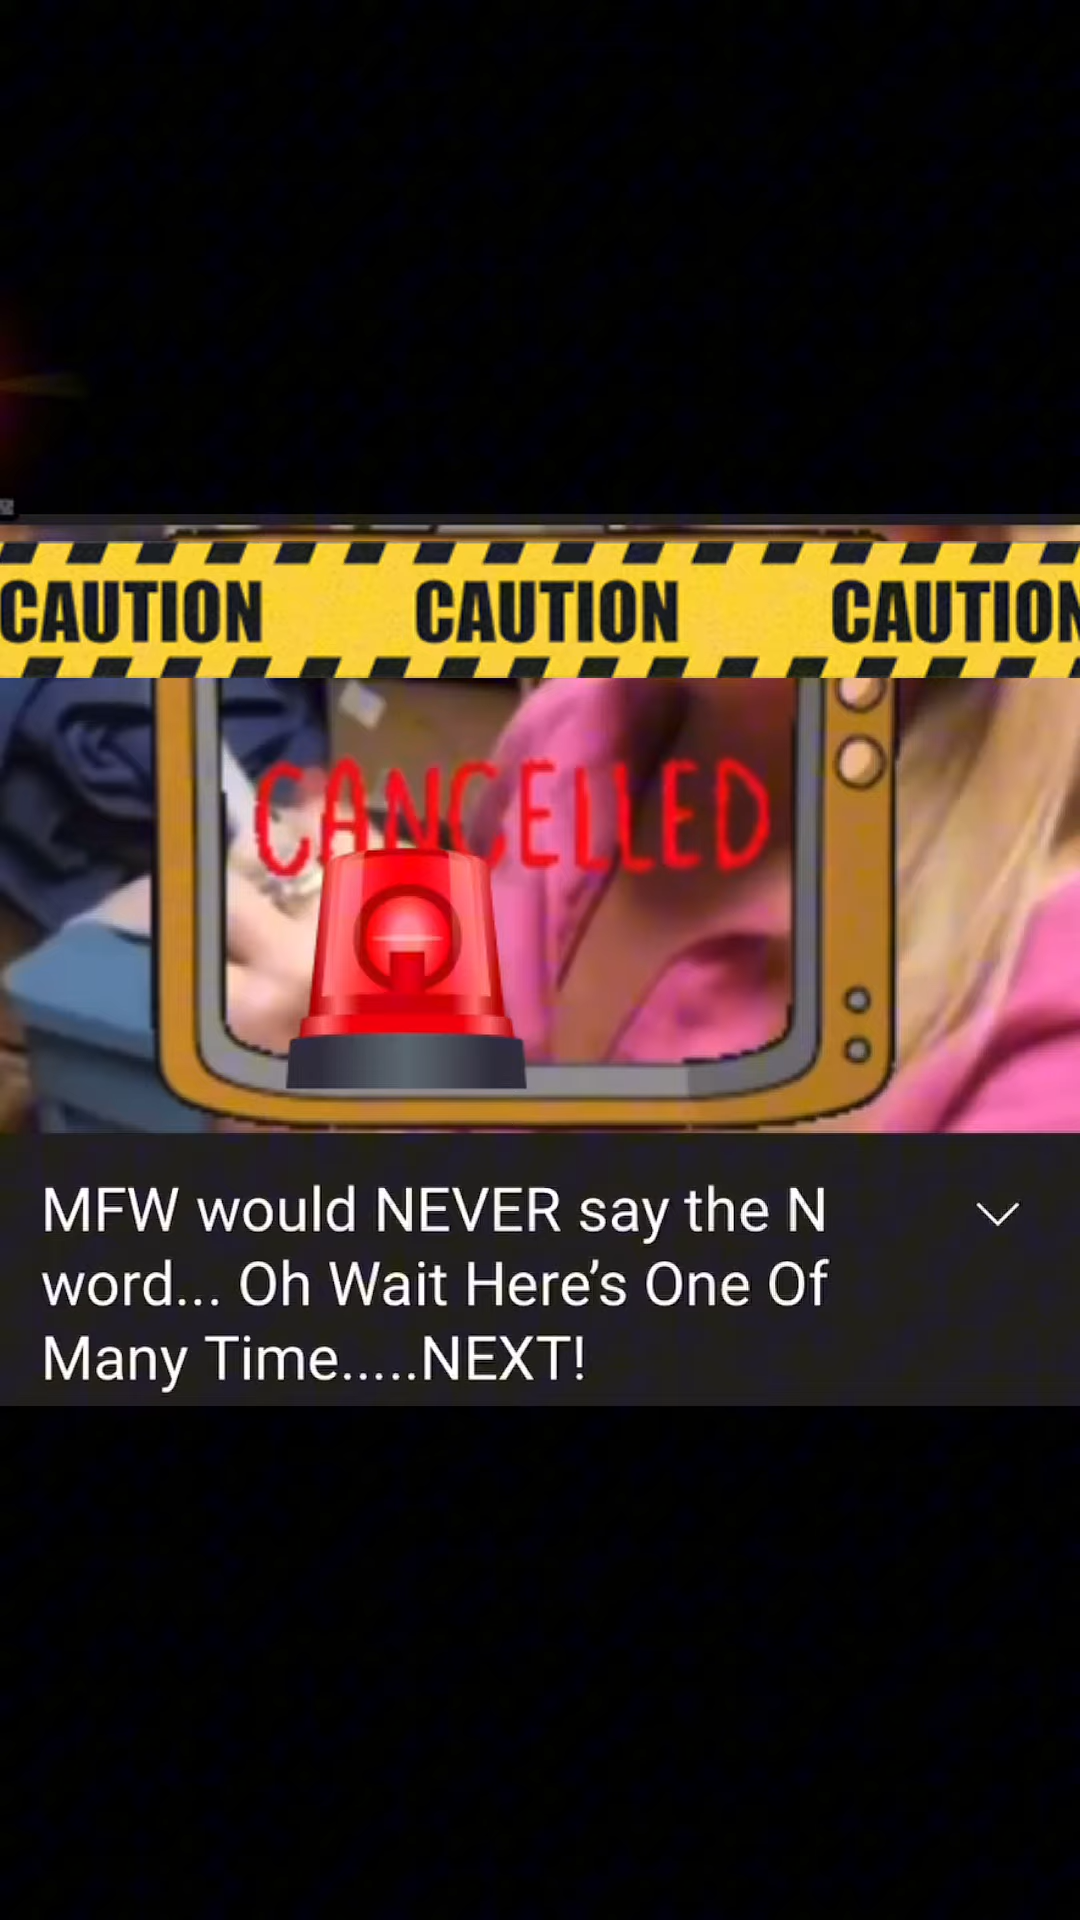 CAUTION CAUTION CAUTION
CANCELLED
MFW would NEVER say the N
word... Oh Wait Here’s One Of
Many Time.....NEXT!